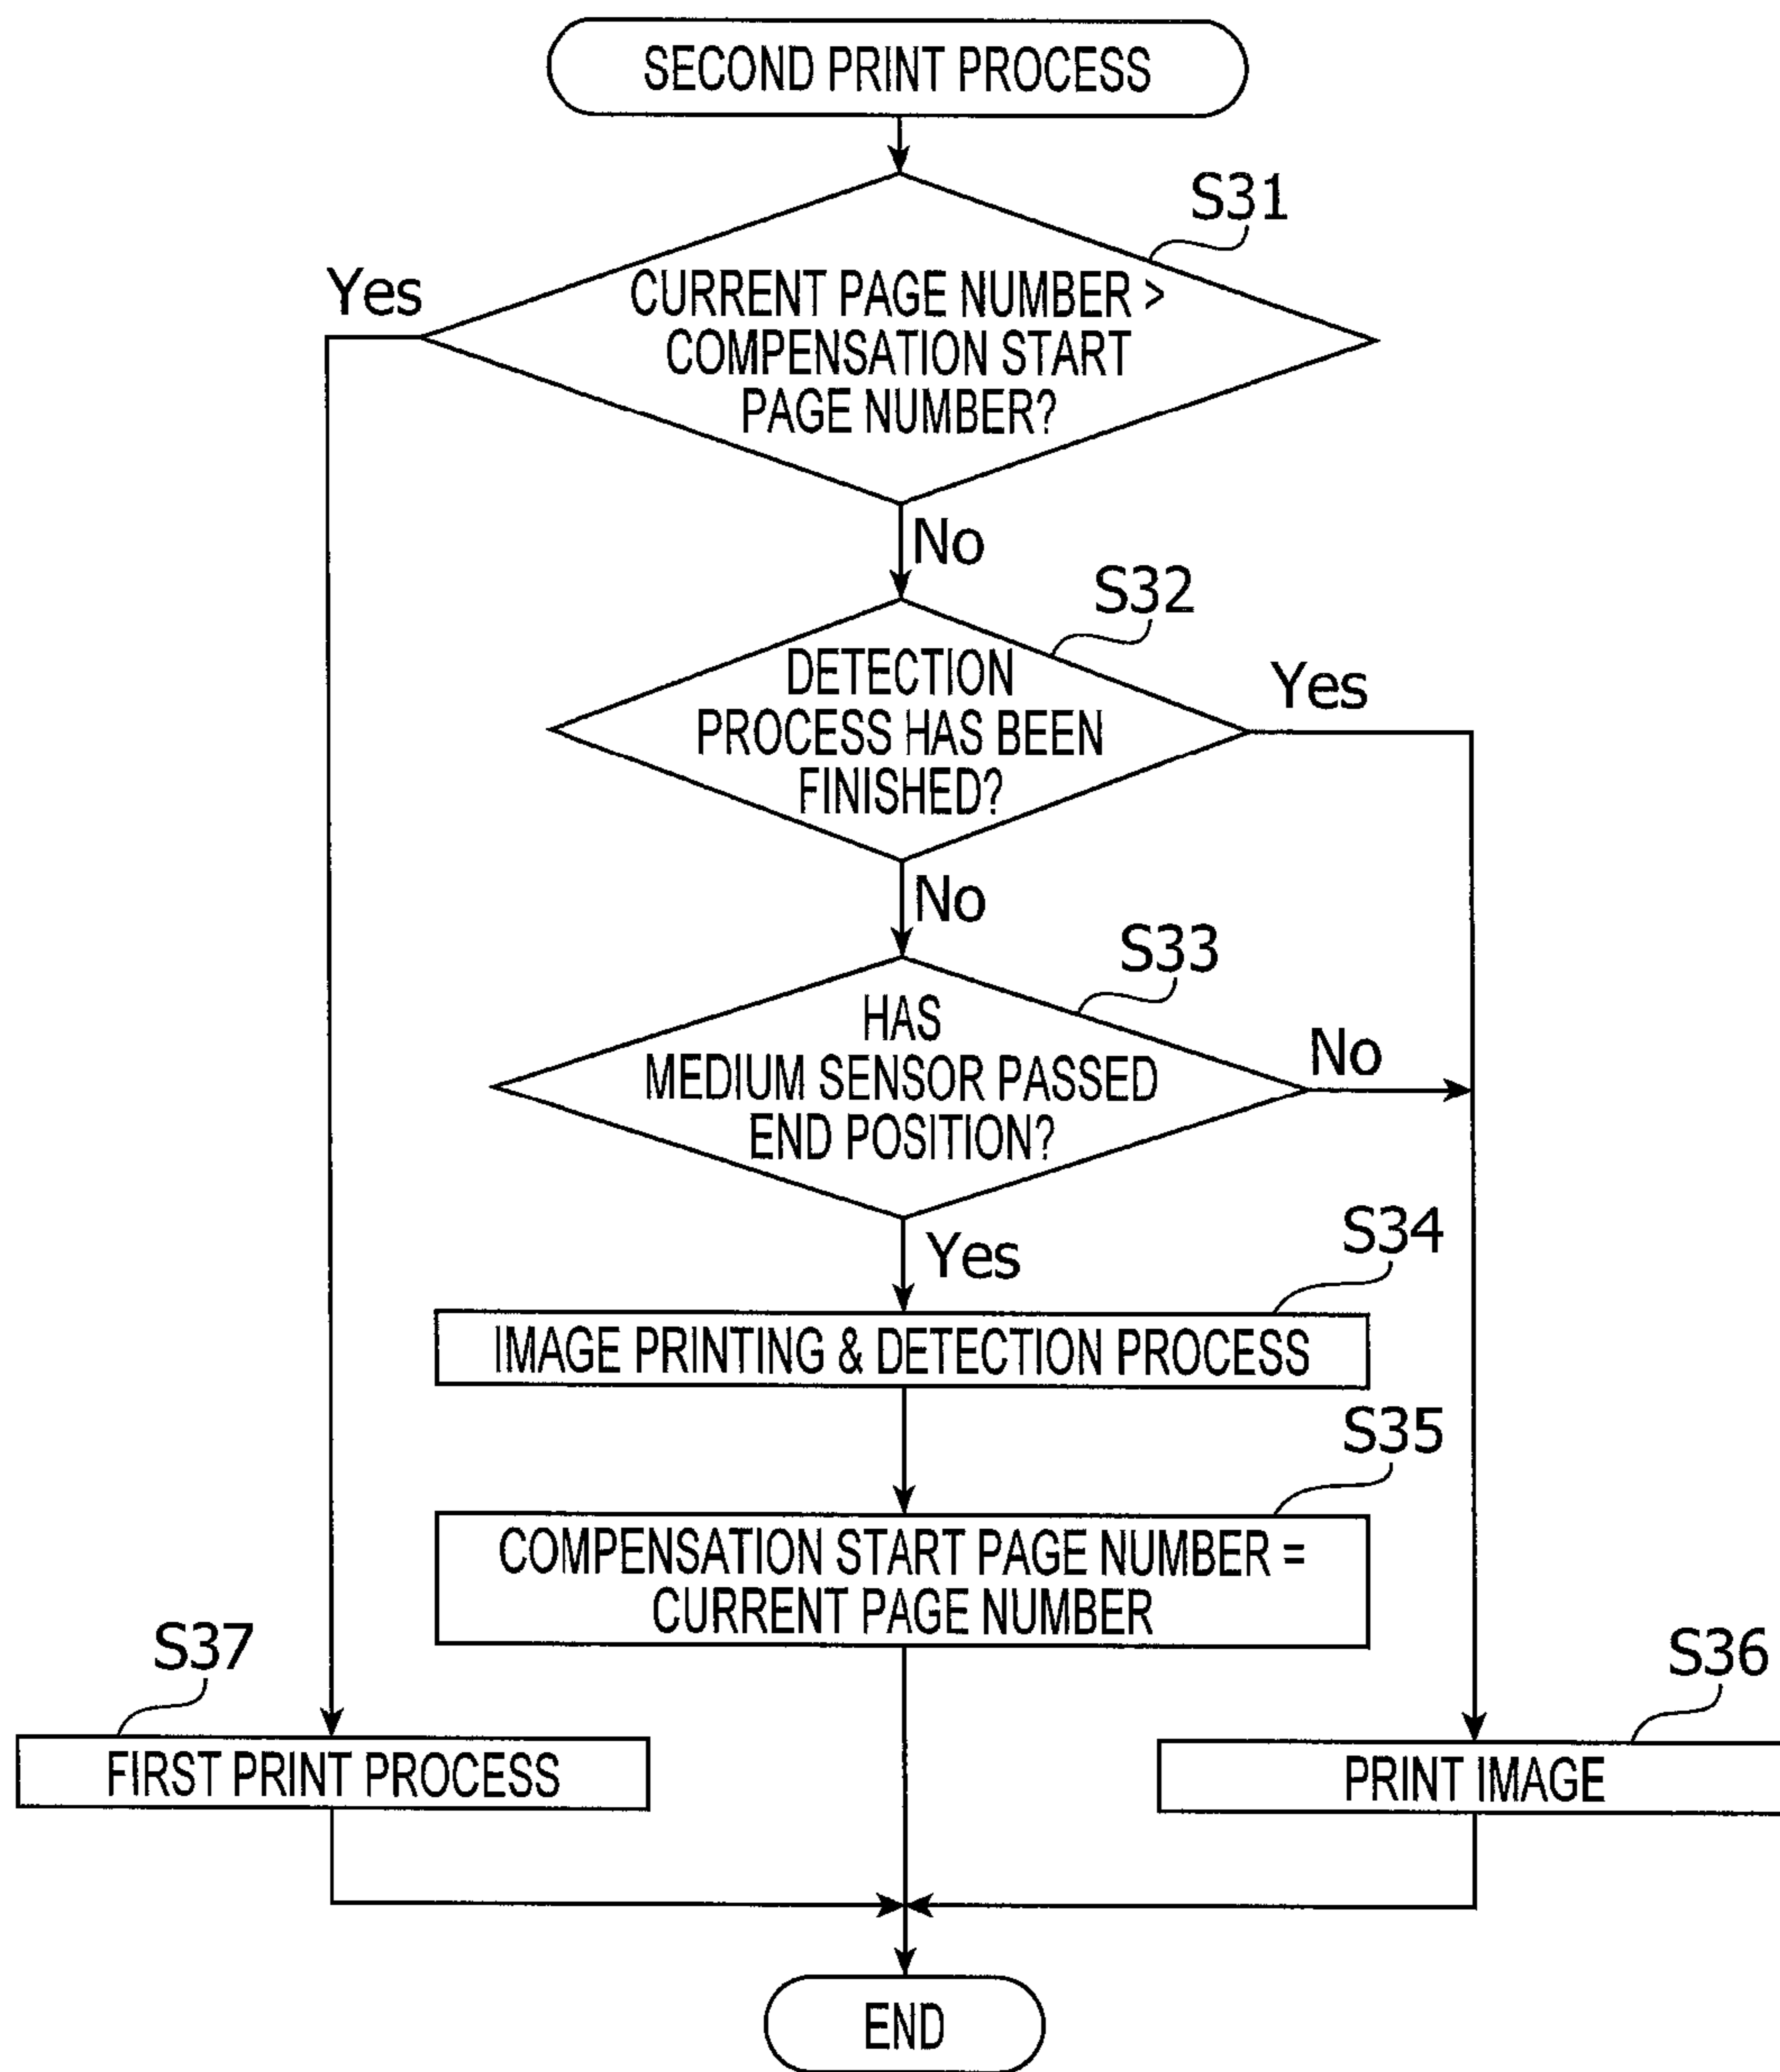 SECOND PRINT PROCESS
S31
Yes
CURRENT PAGE NUMBER >
COMPENSATION START
PAGE NUMBER?
No
S32
DETECTION
PROCESS HAS BEEN
FINISHED?
Yes
No
S33
HAS
MEDIUM SENSOR PASSED
END POSITION?
No
Yes
S34
IMAGE PRINTING & DETECTION PROCESS
S35
COMPENSATION START PAGE NUMBER =
CURRENT PAGE NUMBER
S37
FIRST PRINT PROCESS
S36
PRINT IMAGE
END